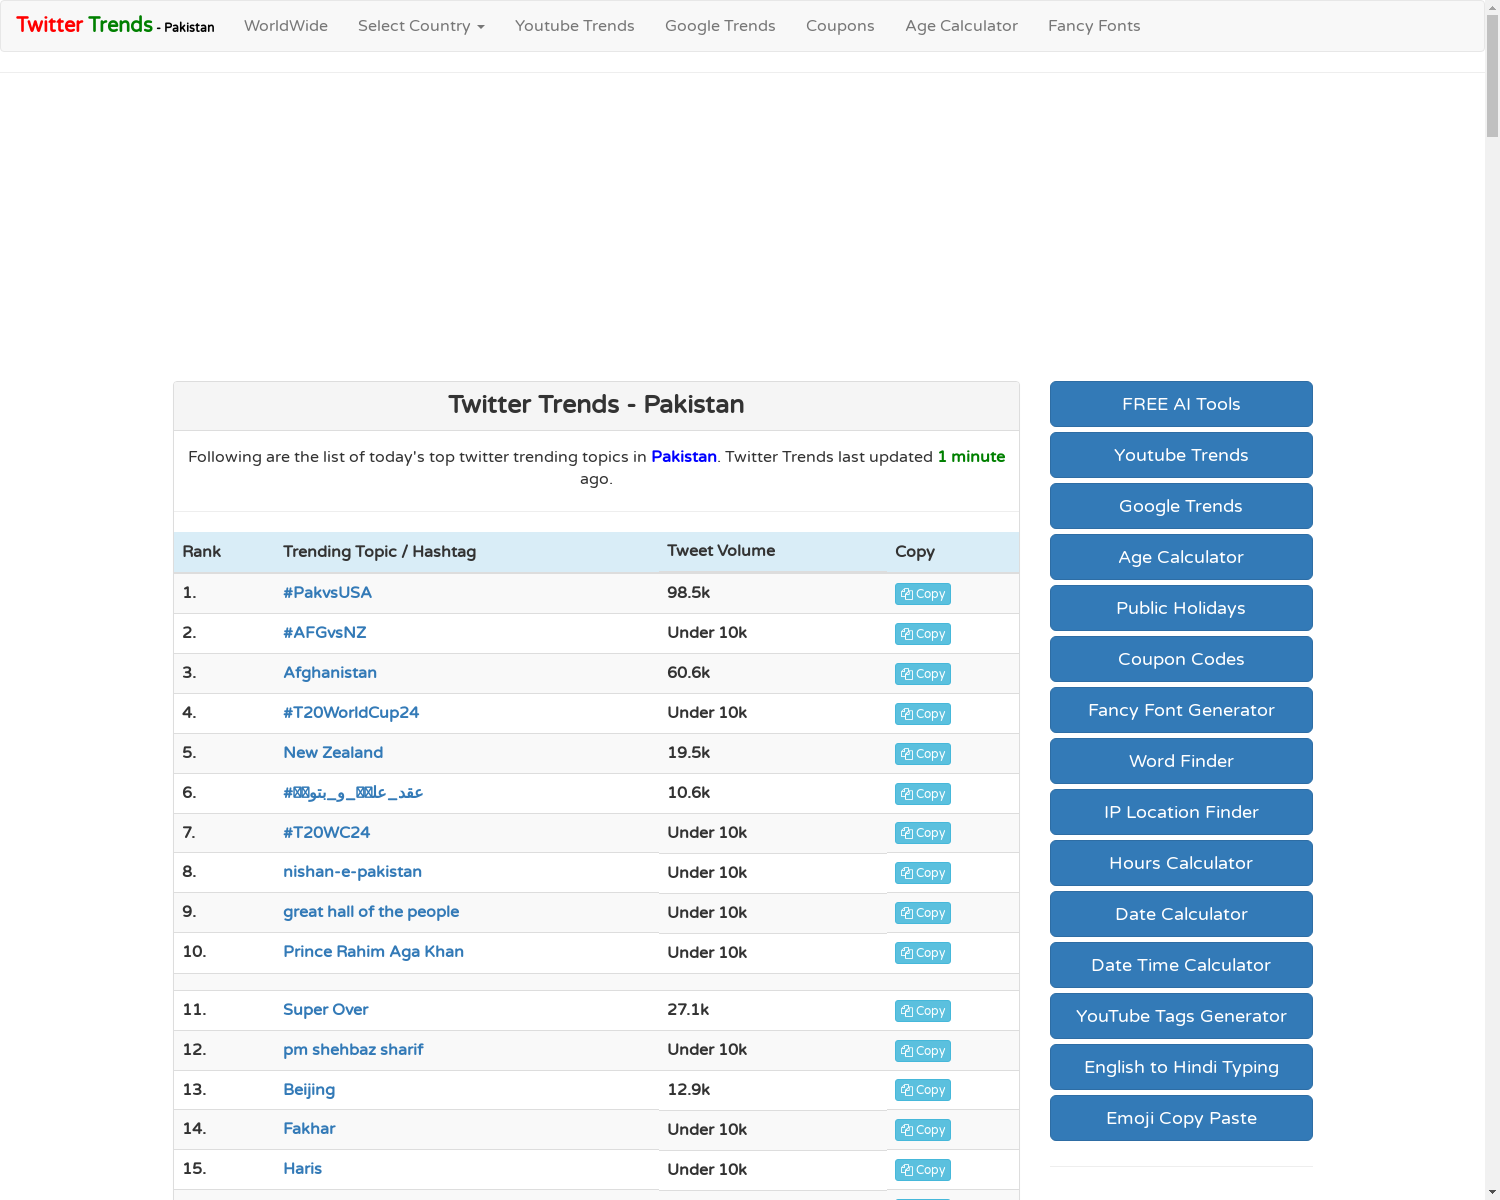 Twitter Trends - Pakistan WorldWide Select Country Youtube Trends Google Trends Coupons Age Calculator Fancy Fonts
Twitter Trends - Pakistan
Following are the list of today's top twitter trending topics in Pakistan. Twitter Trends last updated 1 minute
ago.
Rank Trending Topic / Hashtag Tweet Volume Copy
1. #PakvsUSA 98.5k Copy
2. #AFGvsNZ Under 10k Copy
3. Afghanistan 60.6k Copy
4. #T20WorldCup24 Under 10k Copy
5. New Zealand 19.5k Copy
6. 10.6k Copy
7. #T20WC24 Under 10k Copy
8. nishan-e-pakistan Under 10k Copy
9. great hall of the people Under 10k Copy
10. Prince Rahim Aga Khan Under 10k Copy
11. Super Over 27.1k Copy
12. pm shehbaz sharif Under 10k Copy
13. Beijing 12.9k Copy
14. Fakhar Under 10k Copy
15. Haris Under 10k Copy
FREE AI Tools
Youtube Trends
Google Trends
Age Calculator
Public Holidays
Coupon Codes
Fancy Font Generator
Word Finder
IP Location Finder
Hours Calculator
Date Calculator
Date Time Calculator
YouTube Tags Generator
English to Hindi Typing
Emoji Copy Paste